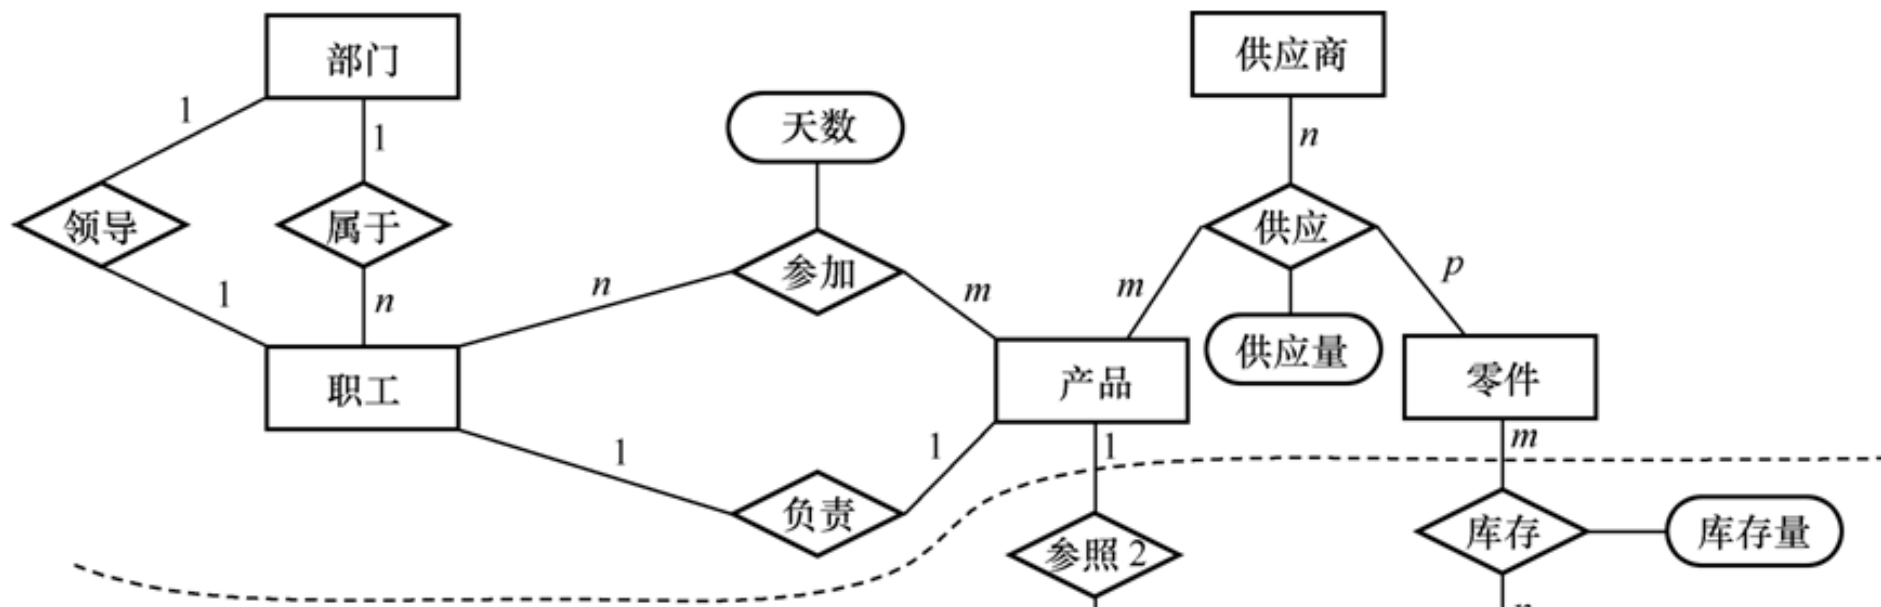 部门
供应商
1
1
天数
n
领导
属于
供应
参加
1
n
n
m
m
p
供应量
职工
产品
零件
1
1
1
m
负责
参照2
库存
库存量